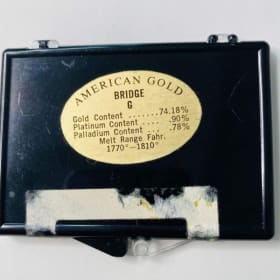 AMERICAN GOLD
BRIDGE
G
Gold Content .......74.18%
Platinum Content .... .90%
Palladium Content ... .78%
Melt Range Fahr.
1770°-1810°